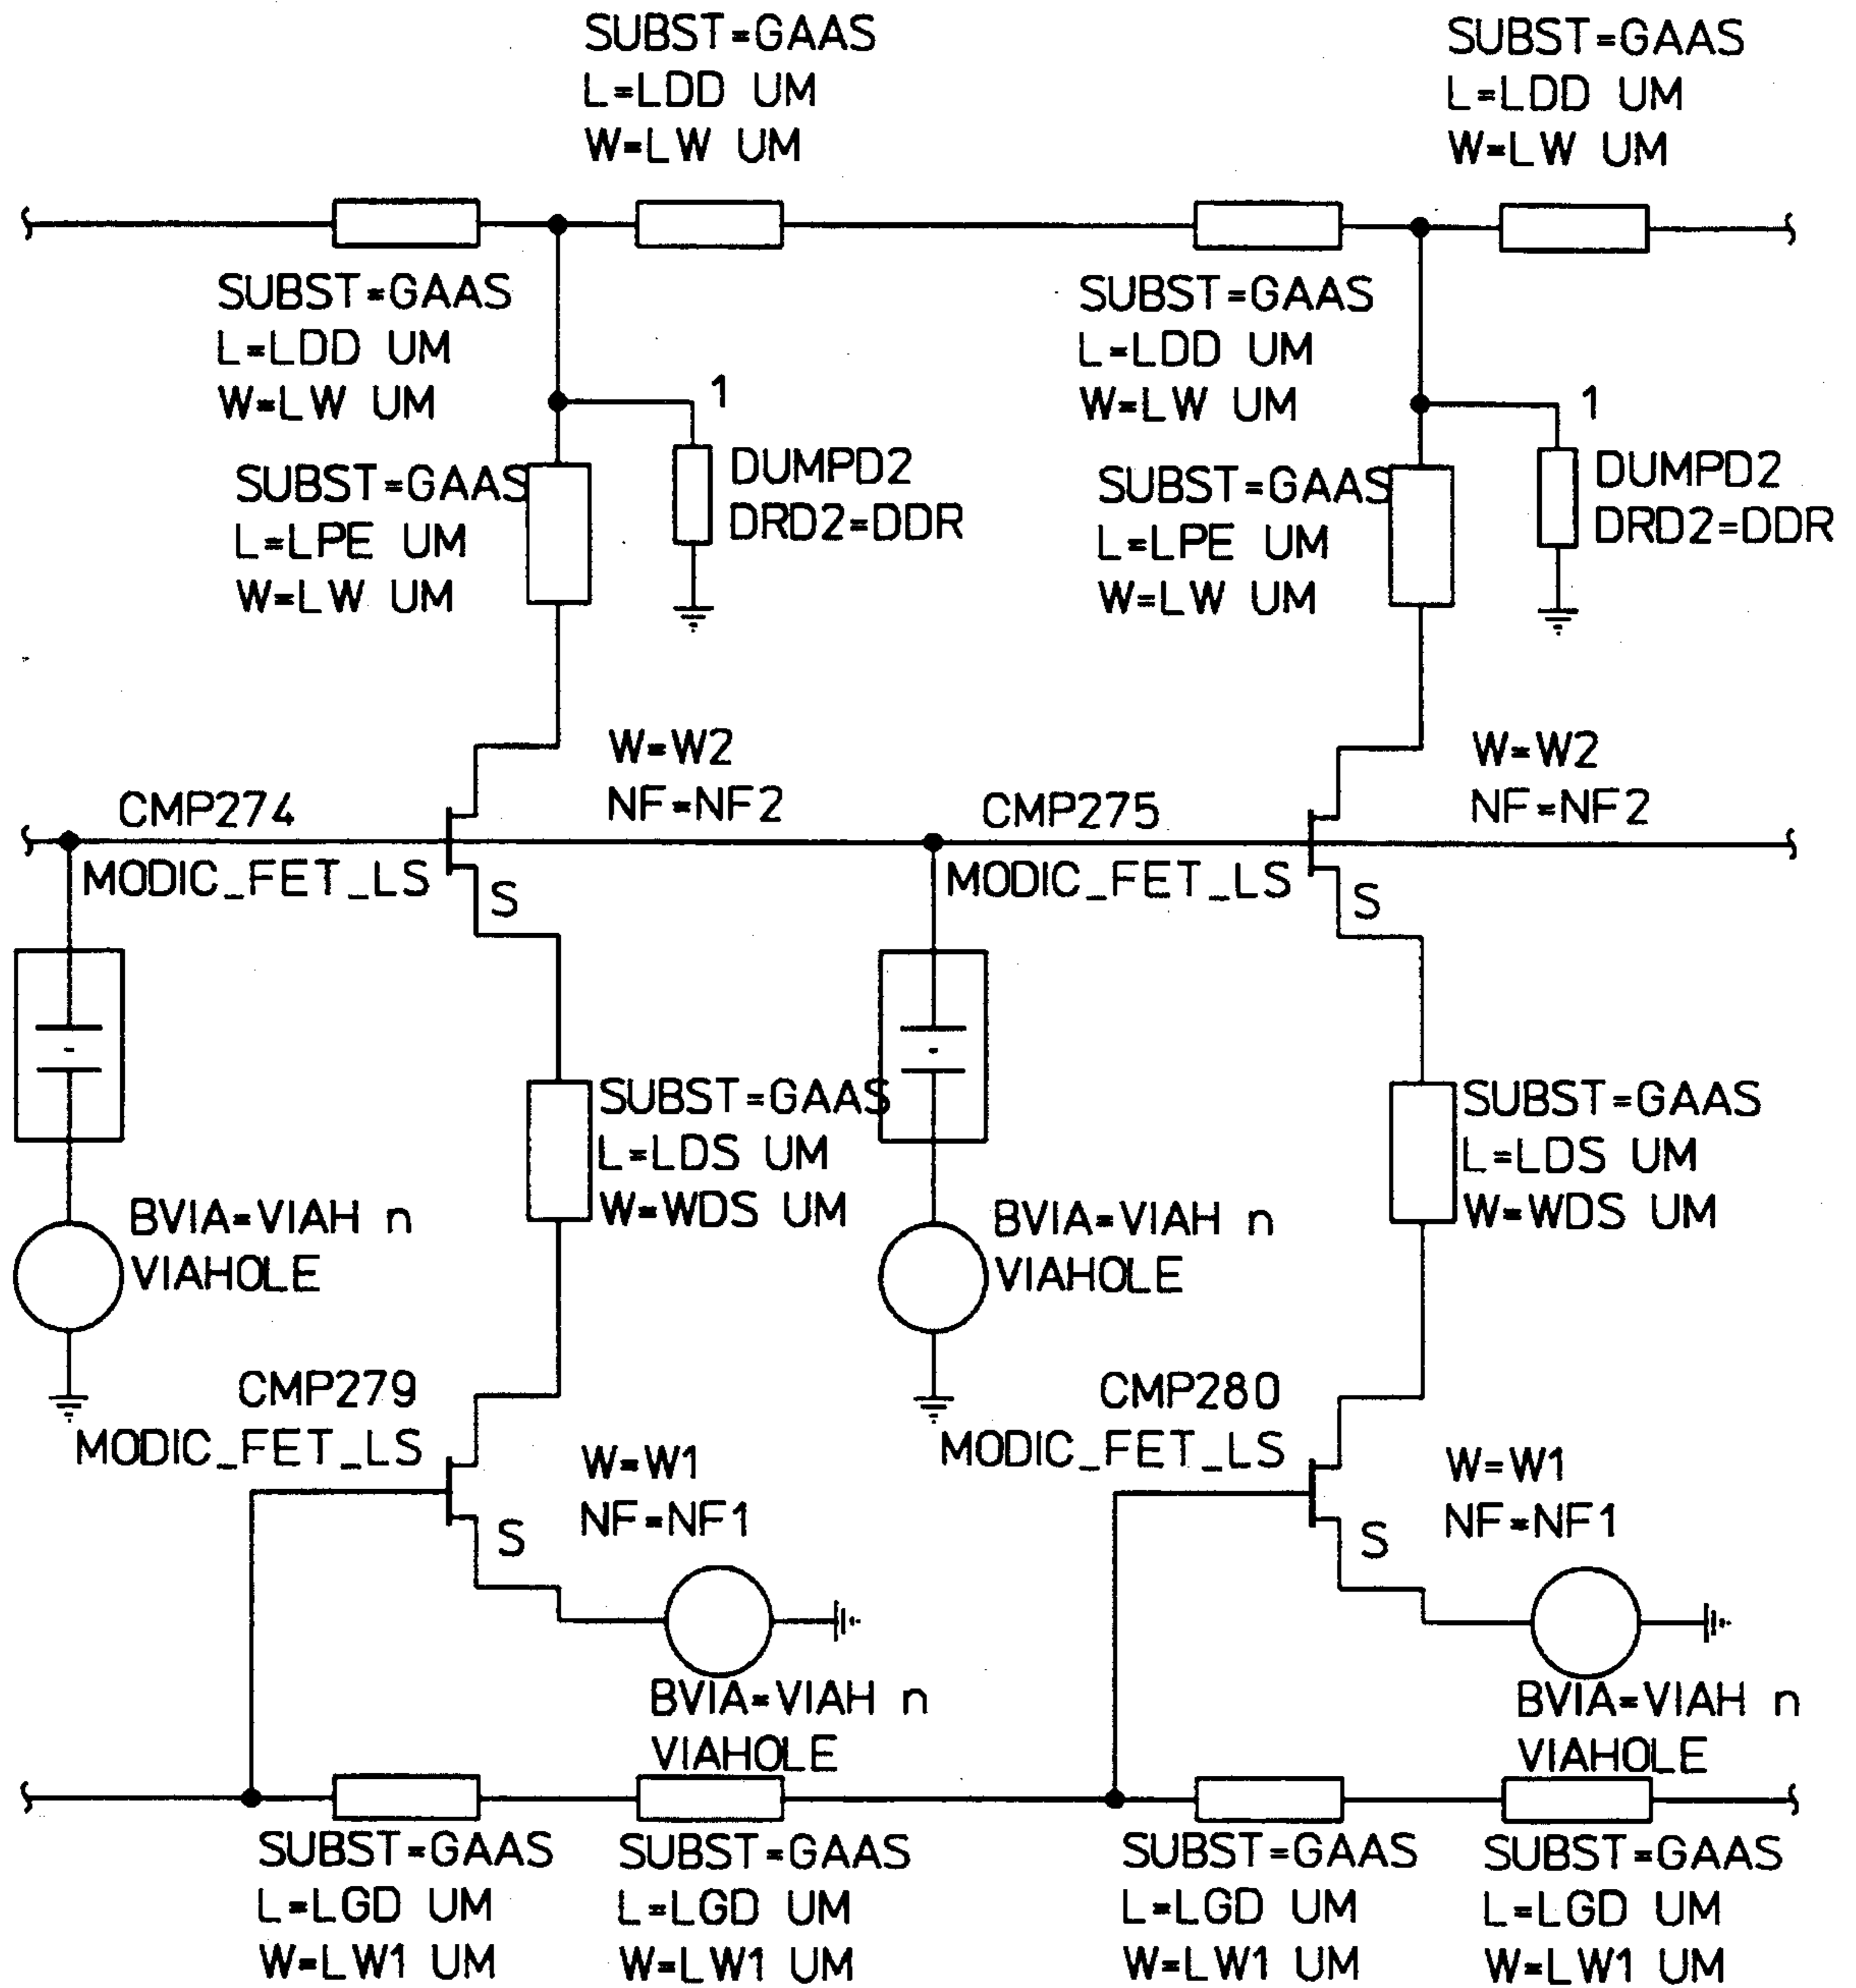 SUBST=GAAS
L=LDD UM
W=LW UM
SUBST=GAAS
L=LDD UM
W=LW UM
SUBST=GAAS
L=LDD UM
W=LW UM
SUBST=GAAS
L=LDD UM
W=LW UM
1
1
SUBST=GAAS
L=LPE UM
W=LW UM
DUMPD2
DRD2=DDR
SUBST=GAAS
L=LPE UM
W=LW UM
DUMPD2
DRD2=DDR
CMP274
MODIC_FET_LS
S
W=W2
NF=NF2
CMP275
MODIC_FET_LS
S
W=W2
NF=NF2
SUBST=GAAS
L=LDS UM
W=WDS UM
SUBST=GAAS
L=LDS UM
W=WDS UM
BVIA=VIAH n
VIAHOLE
BVIA=VIAH n
VIAHOLE
CMP279
MODIC_FET_LS
S
W=W1
NF=NF1
CMP280
MODIC_FET_LS
S
W=W1
NF=NF1
BVIA=VIAH n
VIAHOLE
BVIA=VIAH n
VIAHOLE
SUBST=GAAS
L=LGD UM
W=LW1 UM
SUBST=GAAS
L=LGD UM
W=LW1 UM
SUBST=GAAS
L=LGD UM
W=LW1 UM
SUBST=GAAS
L=LGD UM
W=LW1 UM